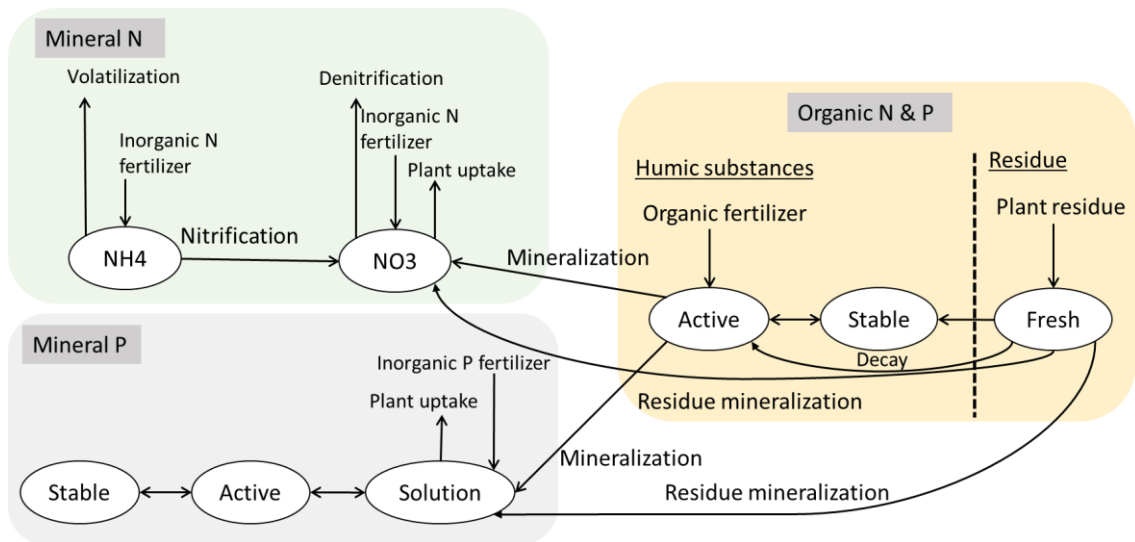 Mineral N
Volatilization
Denitrification
Inorganic N
fertilizer
Inorganic N
fertilizer
Plant uptake
Nitrification
NH4
NO3
Organic N & P
Humic substances
Residue
Organic fertilizer
Plant residue
Mineralization
Active
Stable
Fresh
Decay
Residue mineralization
Mineral P
Inorganic P fertilizer
Plant uptake
Mineralization
Stable
Active
Solution
Residue mineralization